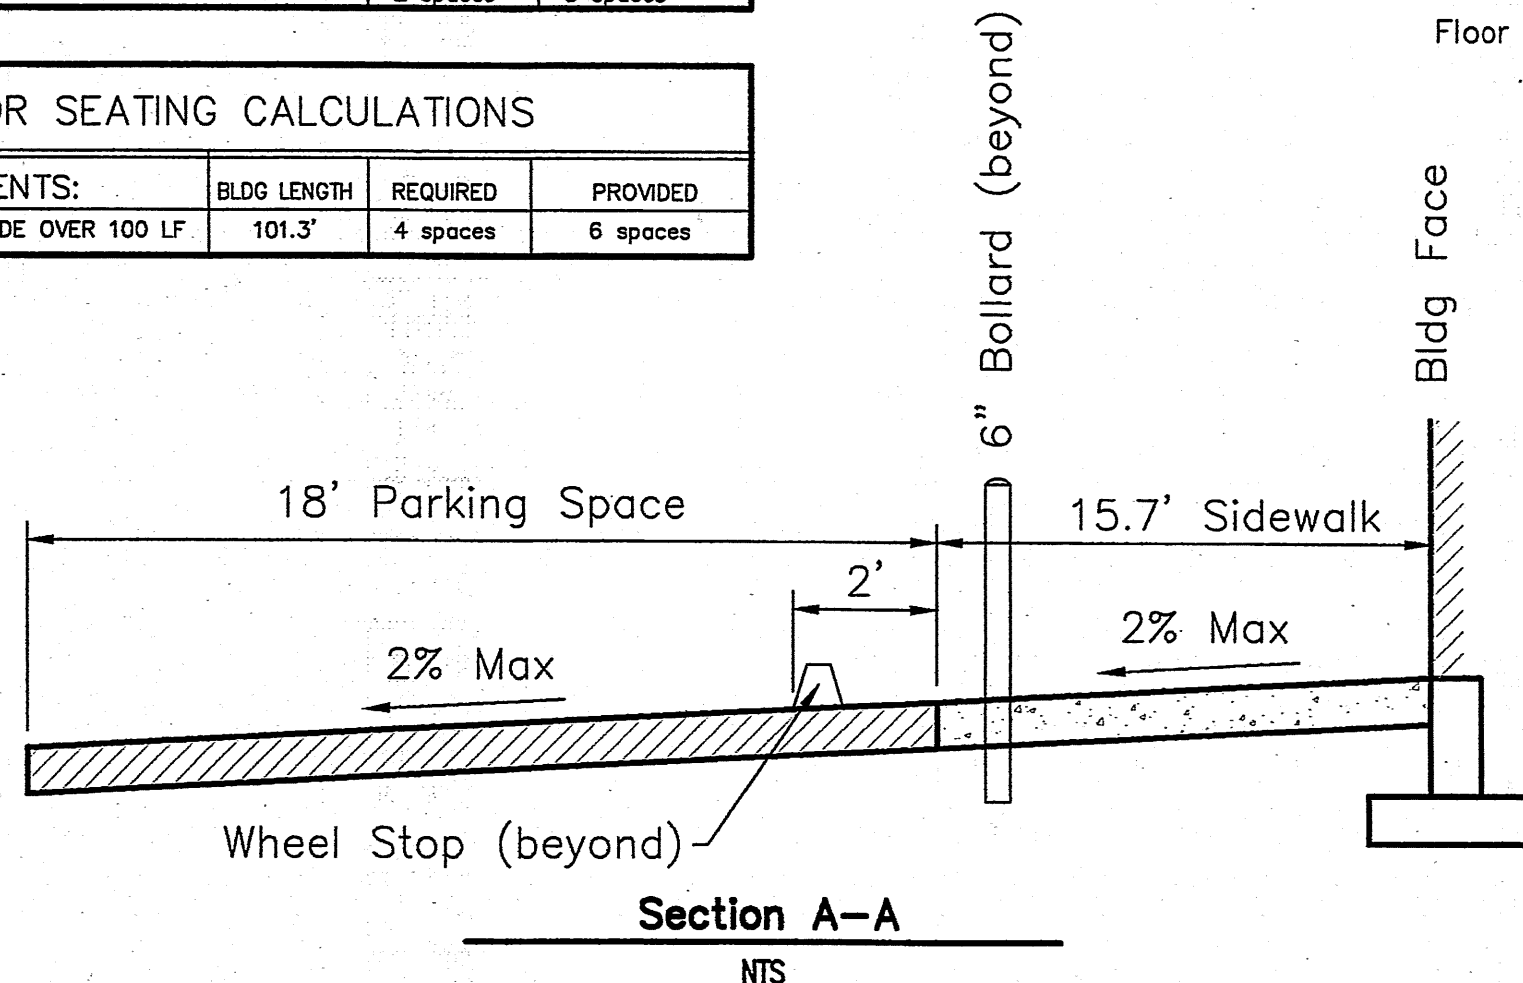 Floor
OR SEATING CALCULATIONS
ENTS: BLDG LENGTH REQUIRED PROVIDED
DE OVER 100 LF 101.3' 4 spaces 6 spaces
6" Bollard (beyond)
Bldg Face
18' Parking Space
15.7' Sidewalk
2'
2% Max
2% Max
Wheel Stop (beyond)
Section A-A
NTS